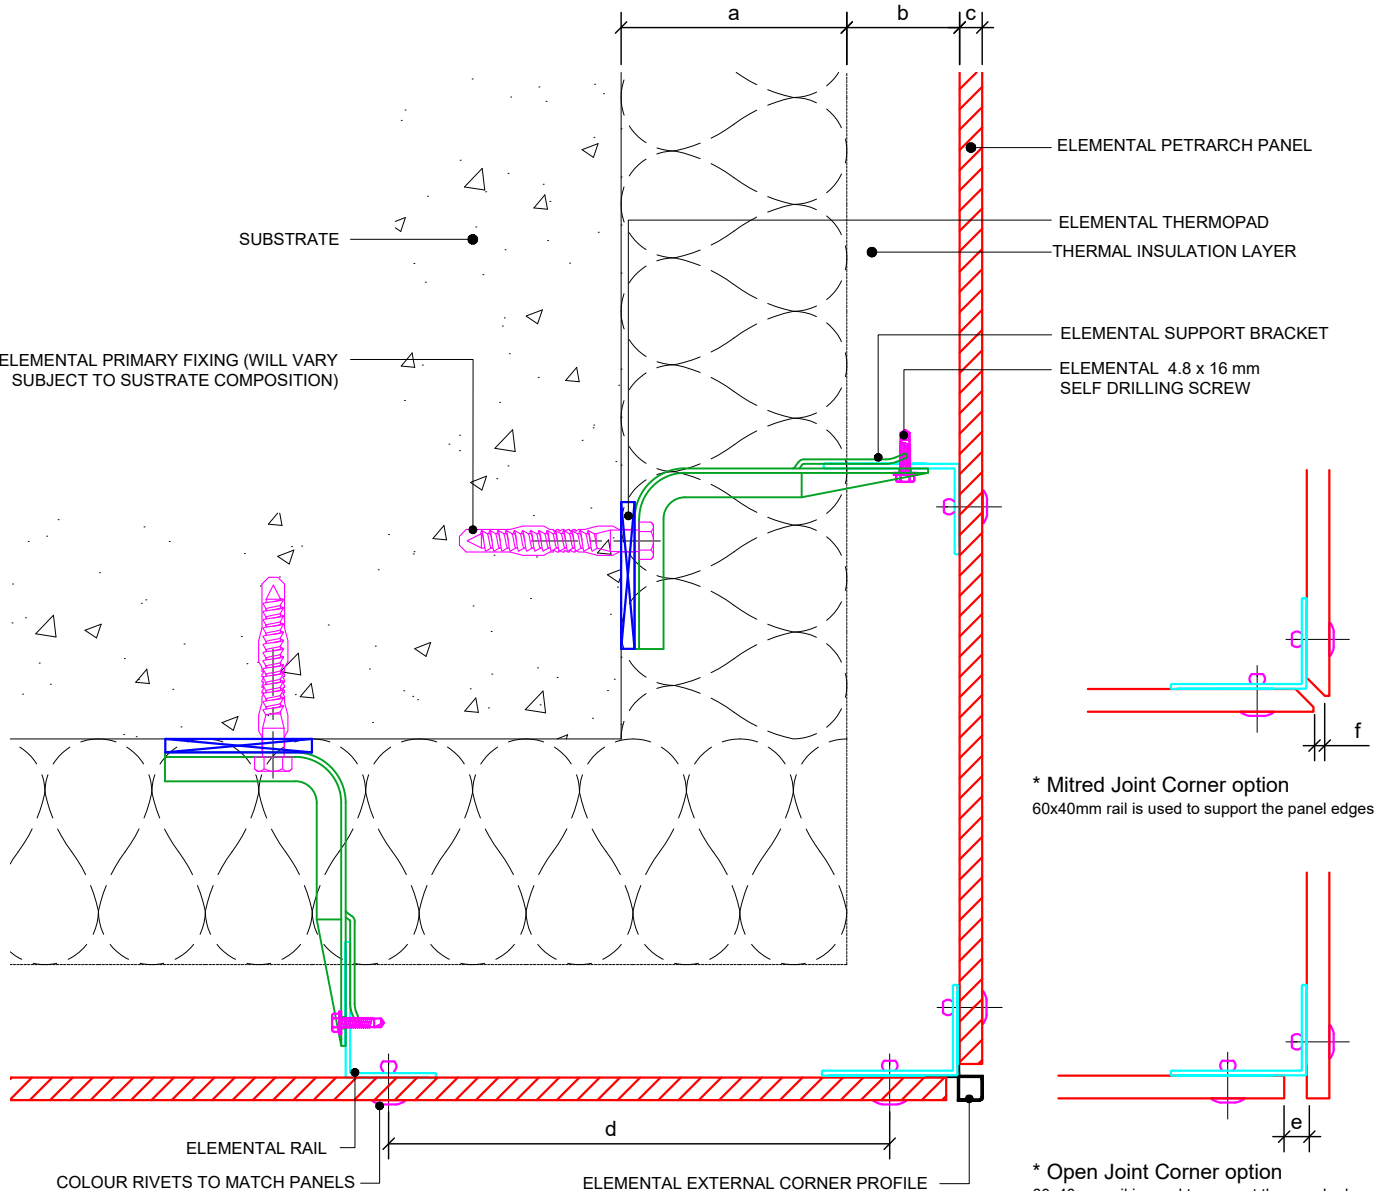 a
b
c
ELEMENTAL PETRARCH PANEL
ELEMENTAL THERMOPAD
SUBSTRATE
THERMAL INSULATION LAYER
ELEMENTAL SUPPORT BRACKET
ELEMENTAL PRIMARY FIXING (WILL VARY
SUBJECT TO SUSTRATE COMPOSITION)
ELEMENTAL 4.8 x 16 mm
SELF DRILLING SCREW
f
* Mitred Joint Corner option
60x40mm rail is used to support the panel edges
d
e
ELEMENTAL RAIL
* Open Joint Corner option
COLOUR RIVETS TO MATCH PANELS
ELEMENTAL EXTERNAL CORNER PROFILE